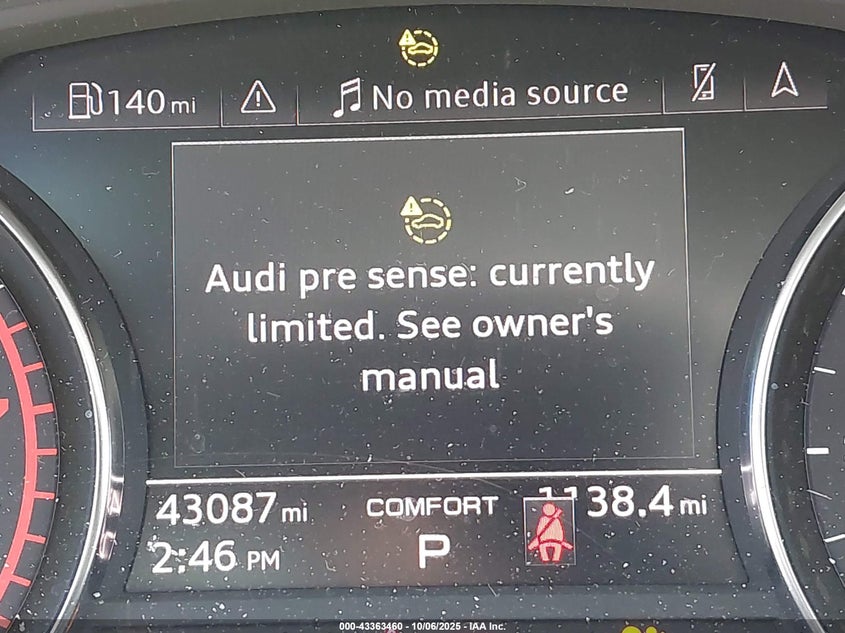 140 mi
No media source
Audi pre sense: currently
limited. See owner's
manual
43087 mi COMFORT 1138.4 mi
2:46 PM P
000-43363460 - 10/06/2025 - IAA Inc.